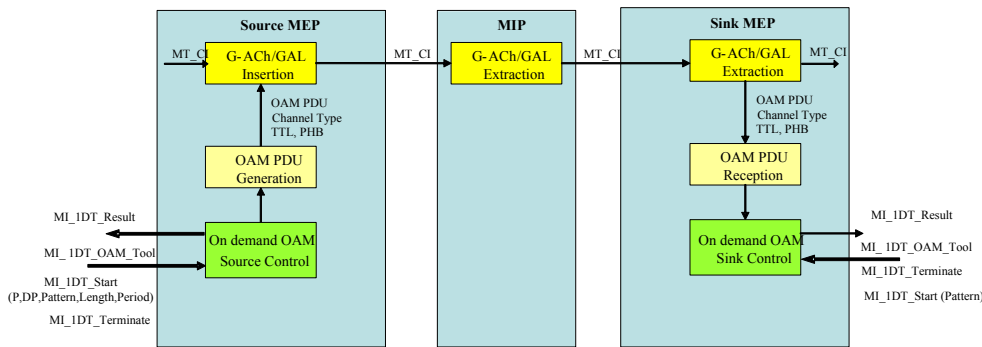 Source MEP
MIP
Sink MEP
MT_CI
G-ACh/GAL
Insertion
MT_CI
G-ACh/GAL
Extraction
MT_CI
G-ACh/GAL
Extraction
MT_CI
OAM PDU
Channel Type
TTL, PHB
OAM PDU
Channel Type
TTL, PHB
OAM PDU
Generation
OAM PDU
Reception
MI_1DT_Result
MI_1DT_OAM_Tool
MI_1DT_Start
(P,DP,Pattern,Length,Period)
MI_1DT_Terminate
On demand OAM
Source Control
On demand OAM
Sink Control
MI_1DT_Result
MI_1DT_OAM_Tool
MI_1DT_Terminate
MI_1DT_Start (Pattern)